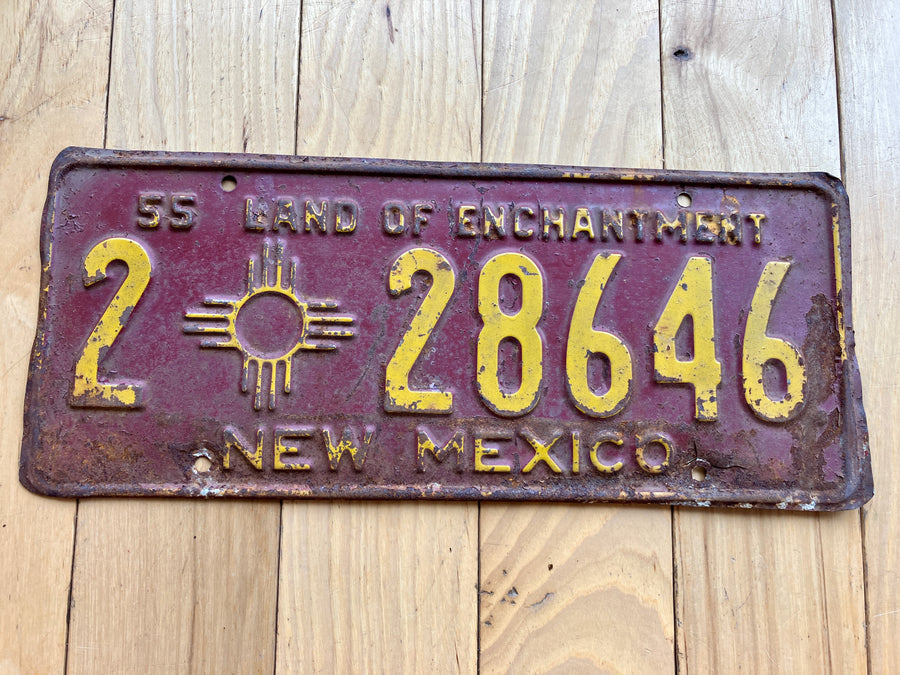 55 LAND OF ENCHANTMENT
2 28646
NEW MEXICO